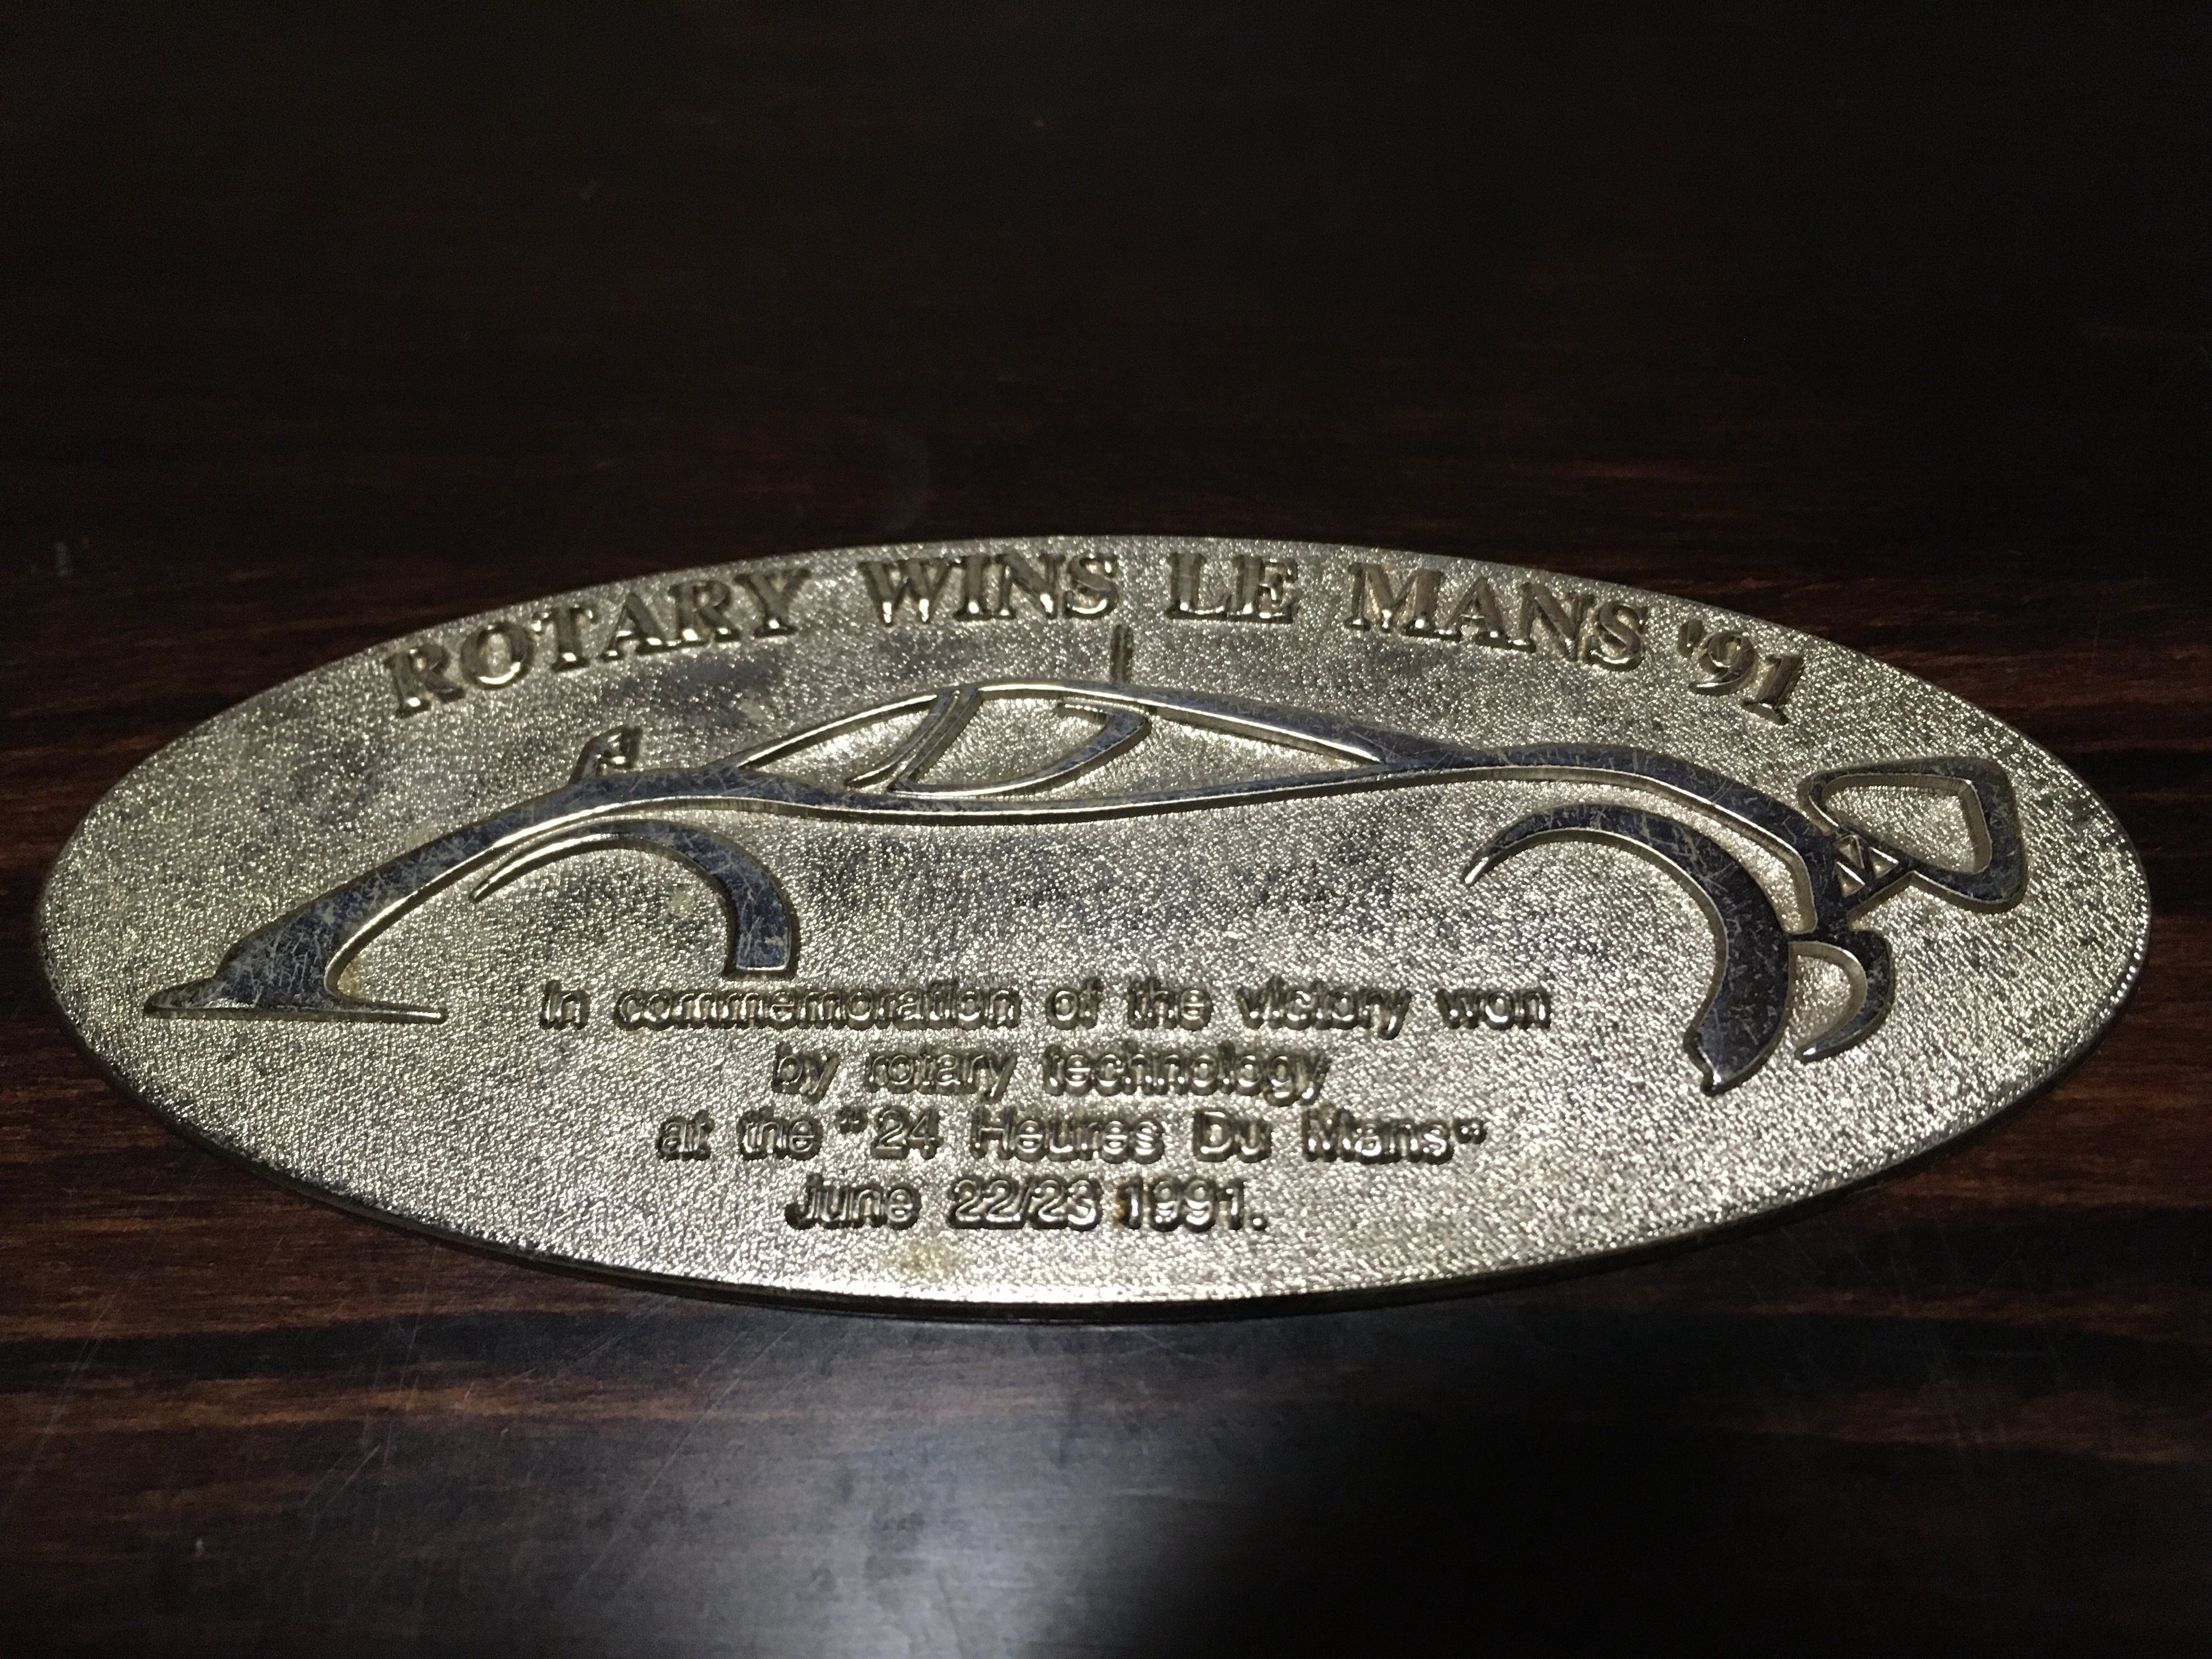 ROTARY WINS LE MANS '91
In commemoration of the victory won
by rotary technology
at the "24 Heures Du Mans"
June 22/23 1991.